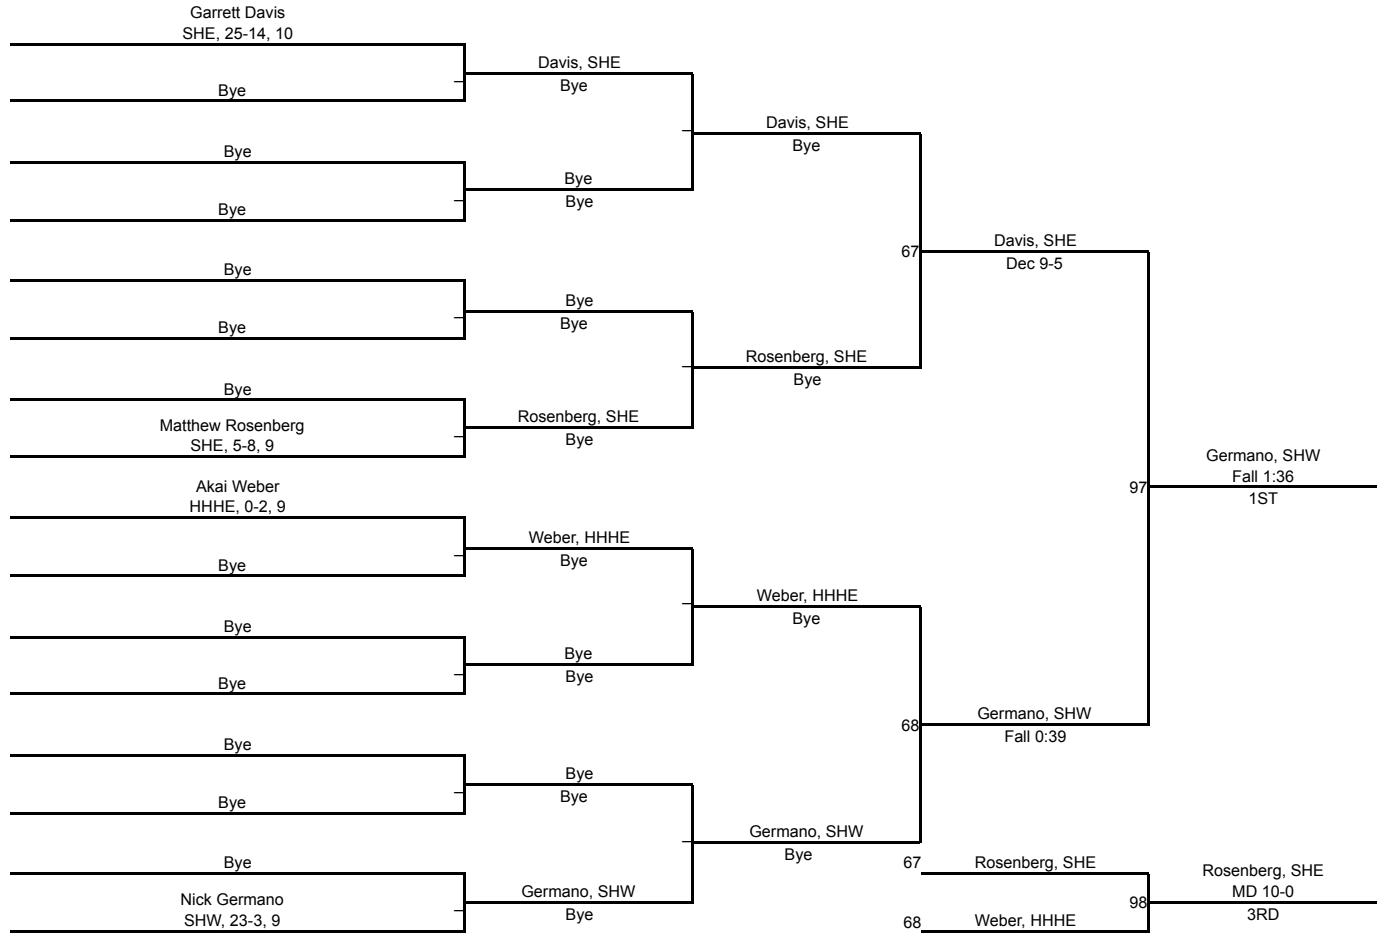 Garrett Davis
SHE, 25-14, 10
Bye
Bye
Bye
Bye
Bye
Bye
Matthew Rosenberg
SHE, 5-8, 9
Akai Weber
HHHE, 0-2, 9
Bye
Bye
Bye
Bye
Bye
Bye
Nick Germano
SHW, 23-3, 9
Davis, SHE
Bye
Bye
Bye
Bye
Bye
Rosenberg, SHE
Bye
Weber, HHHE
Bye
Bye
Bye
Bye
Bye
Germano, SHW
Bye
Davis, SHE
Bye
Rosenberg, SHE
Bye
Weber, HHHE
Bye
Germano, SHW
Bye
67
Davis, SHE
Dec 9-5
68
Germano, SHW
Fall 0:39
97
Germano, SHW
Fall 1:36
1ST
67
Rosenberg, SHE
68
Weber, HHHE
98
Rosenberg, SHE
MD 10-0
3RD